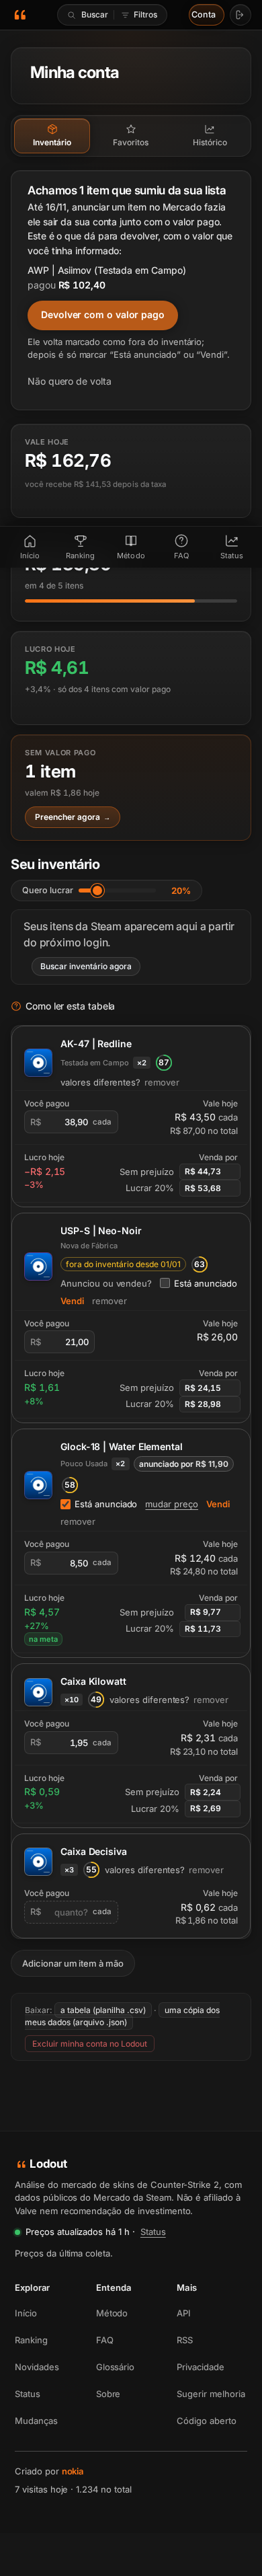 Buscar
Filtros
Conta
Minha conta
Inventário
Favoritos
Histórico
Achamos 1 item que sumiu da sua lista
Até 16/11, anunciar um item no Mercado fazia
ele sair da sua conta junto com o valor pago.
Este é o que dá para devolver, com o valor que
você tinha informado:
AWP | Asiimov (Testada em Campo)
pagou R$ 102,40
Devolver com o valor pago
Ele volta marcado como fora do inventário;
depois é só marcar “Está anunciado” ou “Vendi”.
Não quero de volta
VALE HOJE
R$ 162,76
você recebe R$ 141,53 depois da taxa
Início
Ranking
Método
FAQ
Status
em 4 de 5 itens
LUCRO HOJE
R$ 4,61
+3,4% · só dos 4 itens com valor pago
SEM VALOR PAGO
1 item
valem R$ 1,86 hoje
Preencher agora →
Seu inventário
Quero lucrar 20%
Seus itens da Steam aparecem aqui a partir
do próximo login.
Buscar inventário agora
Como ler esta tabela
AK-47 | Redline
Testada em Campo ×2 87
valores diferentes? remover
Você pagou Vale hoje
R$ 38,90 cada R$ 43,50 cada
R$ 87,00 no total
Lucro hoje Venda por
−R$ 2,15 Sem prejuízo R$ 44,73
−3% Lucrar 20% R$ 53,68
USP-S | Neo-Noir
Nova de Fábrica
fora do inventário desde 01/01 63
Anunciou ou vendeu? Está anunciado
Vendi remover
Você pagou Vale hoje
R$ 21,00 R$ 26,00
Lucro hoje Venda por
R$ 1,61 Sem prejuízo R$ 24,15
+8% Lucrar 20% R$ 28,98
Glock-18 | Water Elemental
Pouco Usada ×2 anunciado por R$ 11,90
58
Está anunciado mudar preço Vendi
remover
Você pagou Vale hoje
R$ 8,50 cada R$ 12,40 cada
R$ 24,80 no total
Lucro hoje Venda por
R$ 4,57 Sem prejuízo R$ 9,77
+27% Lucrar 20% R$ 11,73
na meta
Caixa Kilowatt
×10 49 valores diferentes? remover
Você pagou Vale hoje
R$ 1,95 cada R$ 2,31 cada
R$ 23,10 no total
Lucro hoje Venda por
R$ 0,59 Sem prejuízo R$ 2,24
+3% Lucrar 20% R$ 2,69
Caixa Decisiva
×3 55 valores diferentes? remover
Você pagou Vale hoje
R$ quanto? cada R$ 0,62 cada
R$ 1,86 no total
Adicionar um item à mão
Baixar: a tabela (planilha .csv) · uma cópia dos
meus dados (arquivo .json)
Excluir minha conta no Lodout
Lodout
Análise do mercado de skins de Counter-Strike 2, com
dados públicos do Mercado da Steam. Não é afiliado à
Valve nem recomendação de investimento.
Preços atualizados há 1 h · Status
Preços da última coleta.
Explorar Entenda Mais
Início Método API
Ranking FAQ RSS
Novidades Glossário Privacidade
Status Sobre Sugerir melhoria
Mudanças Código aberto
Criado por nokia
7 visitas hoje · 1.234 no total